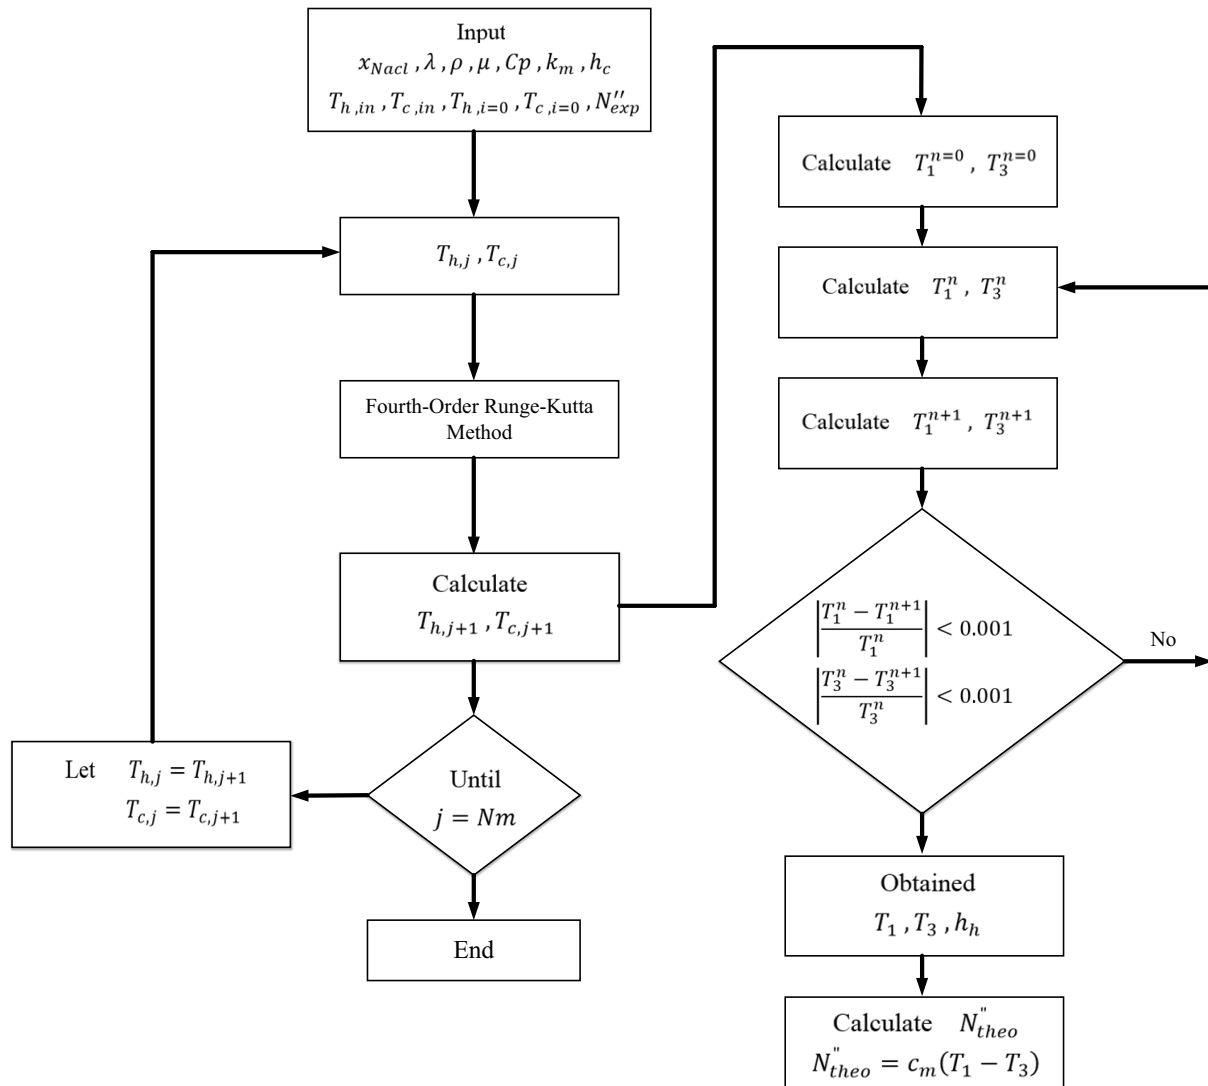 Input
x_{Nacl} , λ , ρ , μ , Cp , k_m , h_c
T_{h,in} , T_{c,in} , T_{h,i=0} , T_{c,i=0} , N''_{exp}
T_{h,j} , T_{c,j}
Fourth-Order Runge-Kutta
Method
Calculate
T_{h,j+1} , T_{c,j+1}
Until
j = Nm
Let T_{h,j} = T_{h,j+1}
T_{c,j} = T_{c,j+1}
End
Calculate T_1^{n=0} , T_3^{n=0}
Calculate T_1^n , T_3^n
Calculate T_1^{n+1} , T_3^{n+1}
|(T_1^n − T_1^{n+1})/T_1^n| < 0.001
|(T_3^n − T_3^{n+1})/T_3^n| < 0.001
No
Obtained
T_1 , T_3 , h_h
Calculate N"_{theo}
N"_{theo} = c_m(T_1 − T_3)